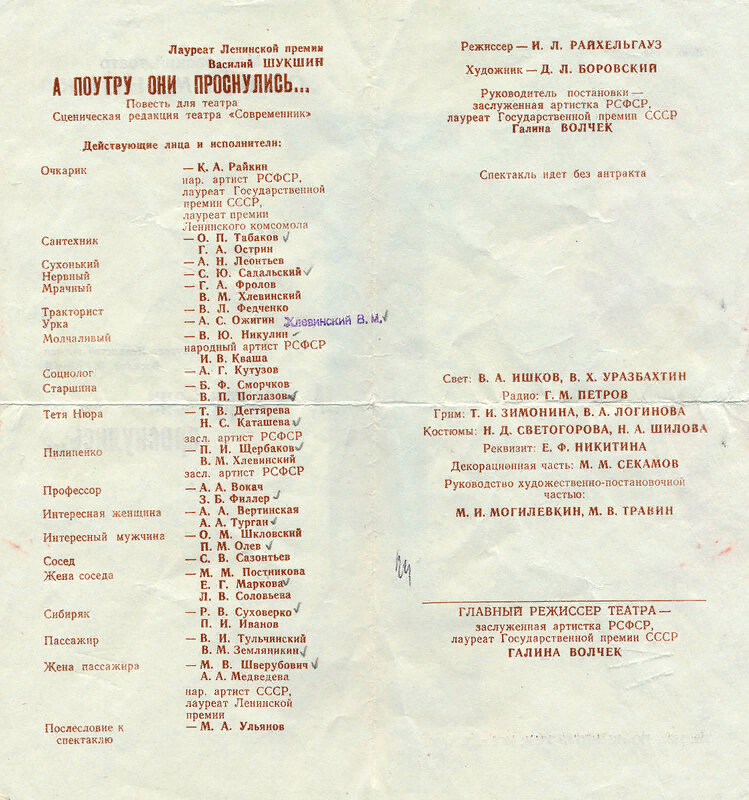 Лауреат Ленинской премии
Василий ШУКШИН
А ПОУТРУ ОНИ ПРОСНУЛИСЬ...
Повесть для театра
Сценическая редакция театра «Современник»
Действующие лица и исполнители:
Очкарик — К. А. Райкин
нар. артист РСФСР,
лауреат Государственной
премии СССР,
лауреат премии
Ленинского комсомола
Сантехник — О. П. Табаков
Г. А. Острин
Сухонький — А. Н. Леонтьев
Нервный — С. Ю. Садальский
Мрачный — Г. А. Фролов
В. М. Хлевинский
Тракторист — В. Л. Федченко
Урка — А. С. Ожигин Хлевинский В. М.
Молчаливый — В. Ю. Никулин
народный артист РСФСР
И. В. Кваша
Социолог — А. Г. Кутузов
Старшина — Б. Ф. Сморчков
В. П. Поглазов
Тетя Нюра — Т. В. Дегтярева
Н. С. Каташева
засл. артист РСФСР
Пилипенко — П. И. Щербаков
В. М. Хлевинский
засл. артист РСФСР
Профессор — А. А. Вокач
З. Б. Филлер
Интересная женщина — А. А. Вертинская
А. А. Турган
Интересный мужчина — О. М. Шкловский
П. М. Олев
Сосед — С. В. Сазонтьев
Жена соседа — М. М. Постникова
Е. Г. Маркова
Л. В. Соловьева
Сибиряк — Р. В. Суховерко
П. И. Иванов
Пассажир — В. И. Тульчинский
В. М. Земляникин
Жена пассажира — М. В. Шверубович
А. А. Медведева
нар. артист СССР,
лауреат Ленинской
премии
Послесловие к — М. А. Ульянов
спектаклю
Режиссер — И. Л. РАЙХЕЛЬГАУЗ
Художник — Д. Л. БОРОВСКИЙ
Руководитель постановки —
заслуженная артистка РСФСР,
лауреат Государственной премии СССР
Галина ВОЛЧЕК
Спектакль идет без антракта
Свет: В. А. ИШКОВ, В. Х. УРАЗБАХТИН
Радио: Г. М. ПЕТРОВ
Грим: Т. И. ЗИМОНИНА, В. А. ЛОГИНОВА
Костюмы: Н. Д. СВЕТОГОРОВА, Н. А. ШИЛОВА
Реквизит: Е. Ф. НИКИТИНА
Декорационная часть: М. М. СЕКАМОВ
Руководство художественно-постановочной
частью:
М. И. МОГИЛЕВКИН, М. В. ТРАВИН
ГЛАВНЫЙ РЕЖИССЕР ТЕАТРА —
заслуженная артистка РСФСР,
лауреат Государственной премии СССР
ГАЛИНА ВОЛЧЕК